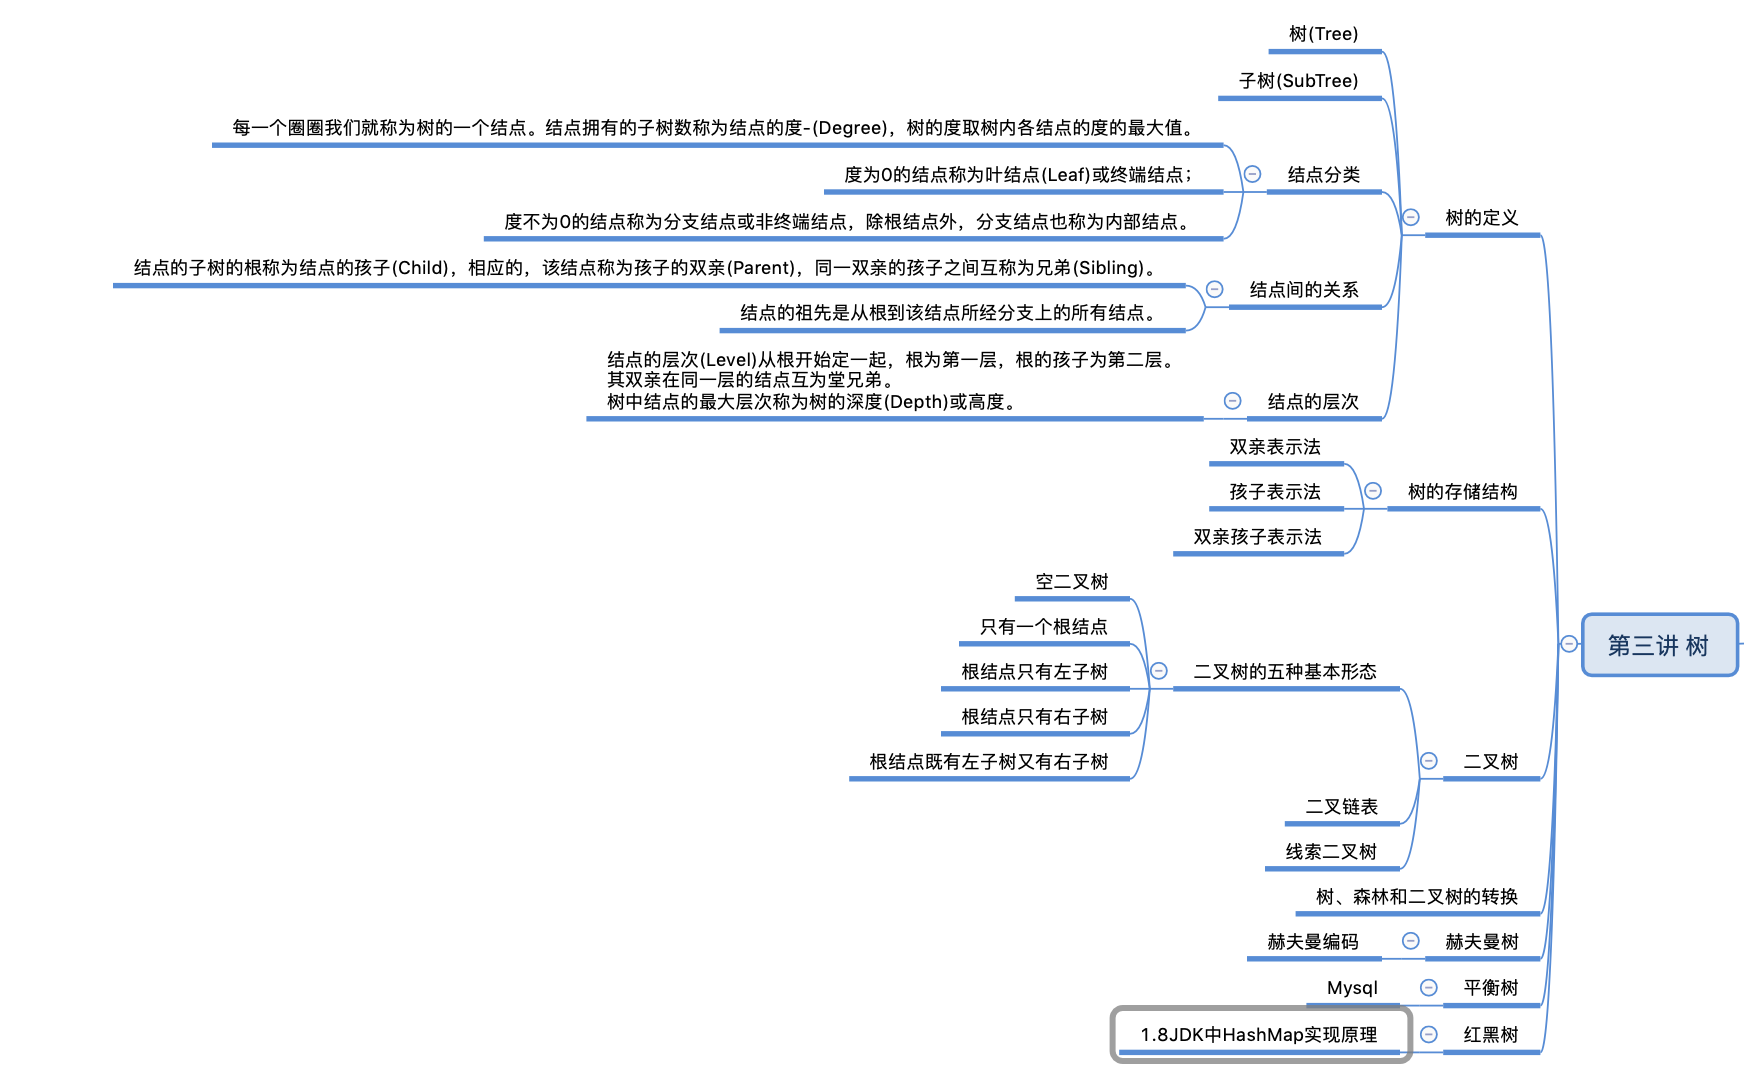 树(Tree)
子树(SubTree)
每一个圈圈我们就称为树的一个结点。结点拥有的子树数称为结点的度-(Degree)，树的度取树内各结点的度的最大值。
度为0的结点称为叶结点(Leaf)或终端结点；
结点分类
度不为0的结点称为分支结点或非终端结点，除根结点外，分支结点也称为内部结点。
树的定义
结点的子树的根称为结点的孩子(Child)，相应的，该结点称为孩子的双亲(Parent)，同一双亲的孩子之间互称为兄弟(Sibling)。
结点间的关系
结点的祖先是从根到该结点所经分支上的所有结点。
结点的层次(Level)从根开始定一起，根为第一层，根的孩子为第二层。
其双亲在同一层的结点互为堂兄弟。
树中结点的最大层次称为树的深度(Depth)或高度。
结点的层次
双亲表示法
孩子表示法
树的存储结构
双亲孩子表示法
空二叉树
只有一个根结点
第三讲 树
根结点只有左子树
二叉树的五种基本形态
根结点只有右子树
根结点既有左子树又有右子树
二叉树
二叉链表
线索二叉树
树、森林和二叉树的转换
赫夫曼编码
赫夫曼树
Mysql
平衡树
1.8JDK中HashMap实现原理
红黑树